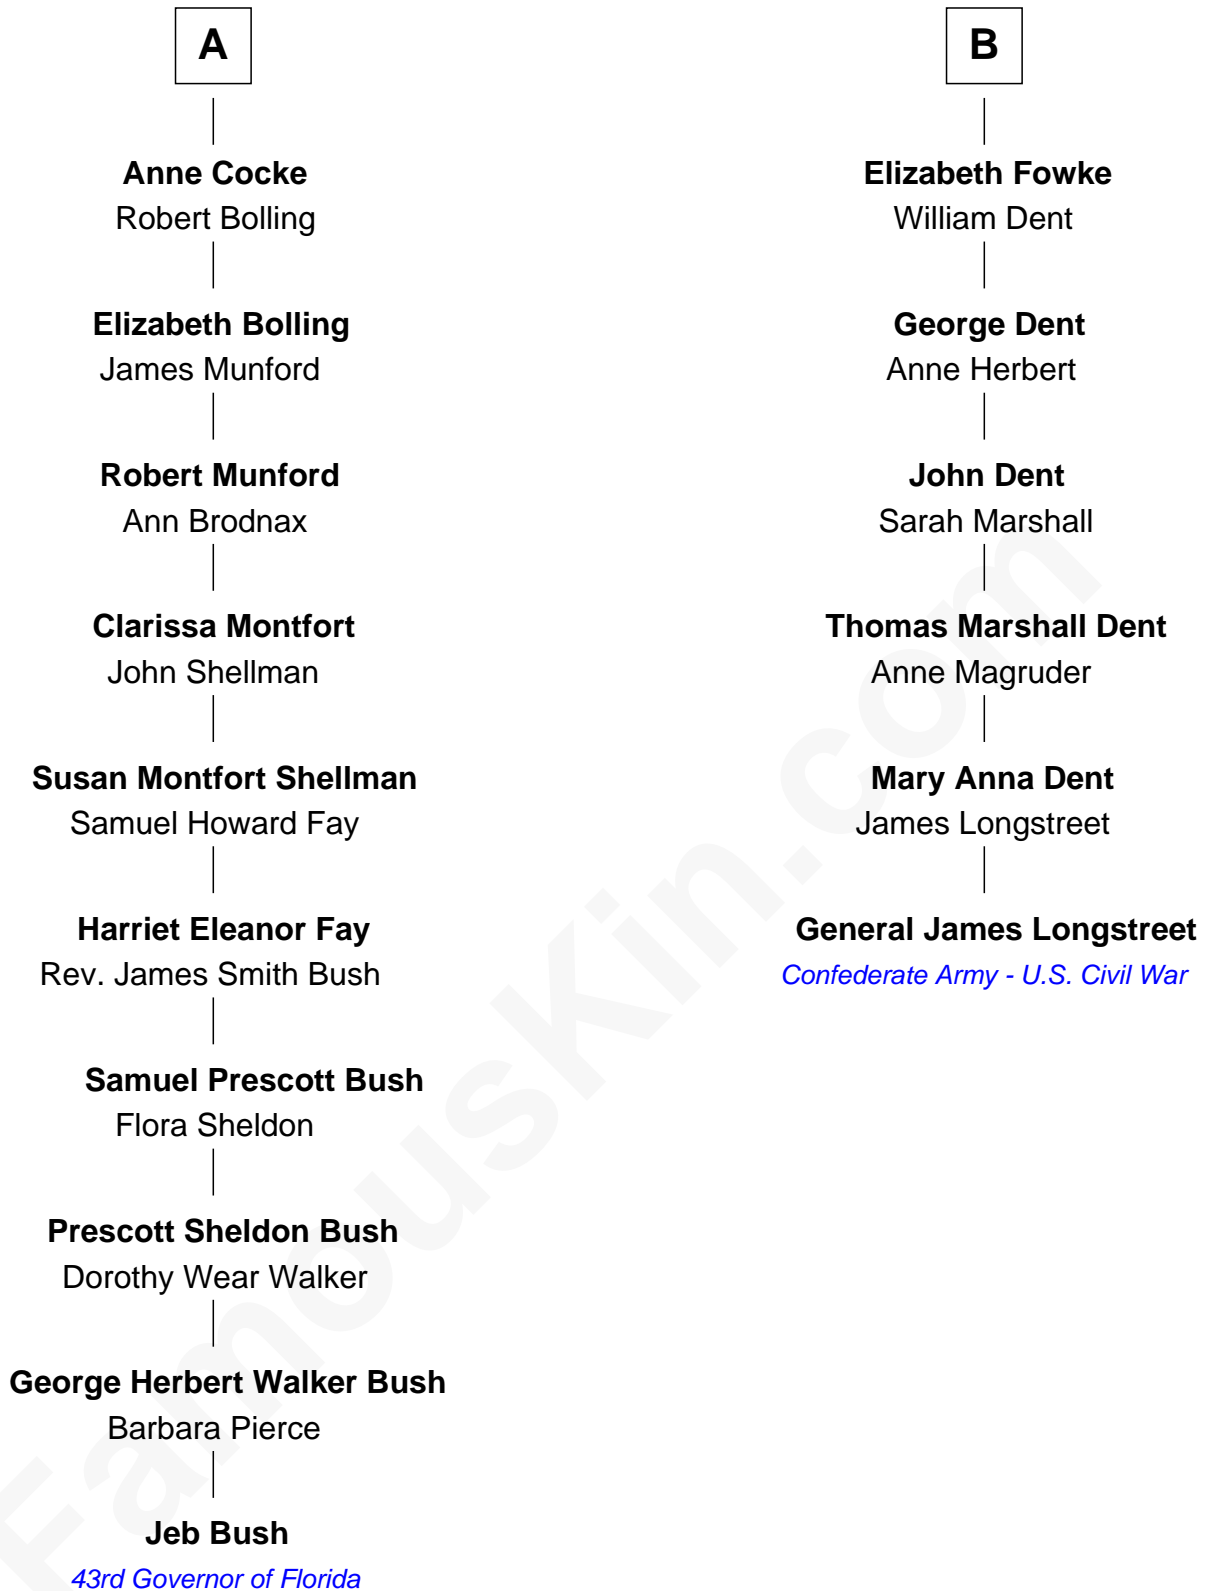 A
Anne Cocke
Robert Bolling
Elizabeth Bolling
James Munford
Robert Munford
Ann Brodnax
Clarissa Montfort
John Shellman
Susan Montfort Shellman
Samuel Howard Fay
Harriet Eleanor Fay
Rev. James Smith Bush
Samuel Prescott Bush
Flora Sheldon
Prescott Sheldon Bush
Dorothy Wear Walker
George Herbert Walker Bush
Barbara Pierce
Jeb Bush
43rd Governor of Florida
B
Elizabeth Fowke
William Dent
George Dent
Anne Herbert
John Dent
Sarah Marshall
Thomas Marshall Dent
Anne Magruder
Mary Anna Dent
James Longstreet
General James Longstreet
Confederate Army - U.S. Civil War
FamousKin.com